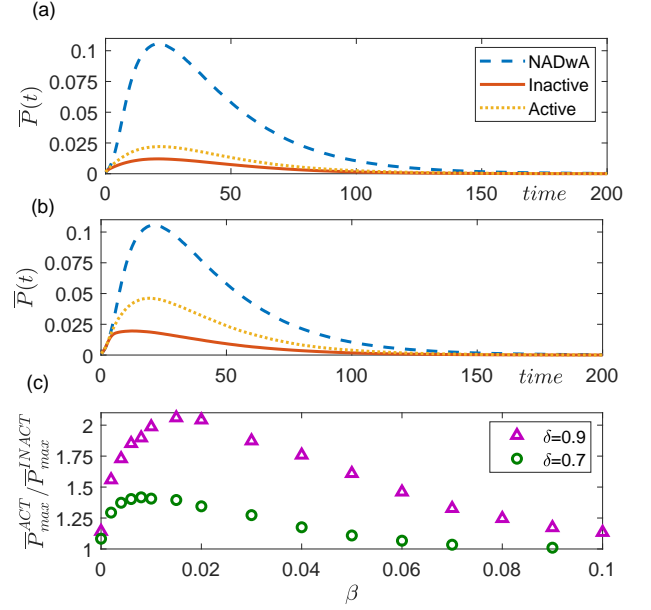 (a)
0.1
0.075
0.05
0.025
0
P̅(t)
NADwA
Inactive
Active
0 50 100 150 200
time
(b)
0.1
0.075
0.05
0.025
0
P̅(t)
0 50 100 150 200
time
(c)
2
1.75
1.5
1.25
1
P̅_max^ACT / P̅_max^INACT
δ=0.9
δ=0.7
0 0.02 0.04 0.06 0.08 0.1
β